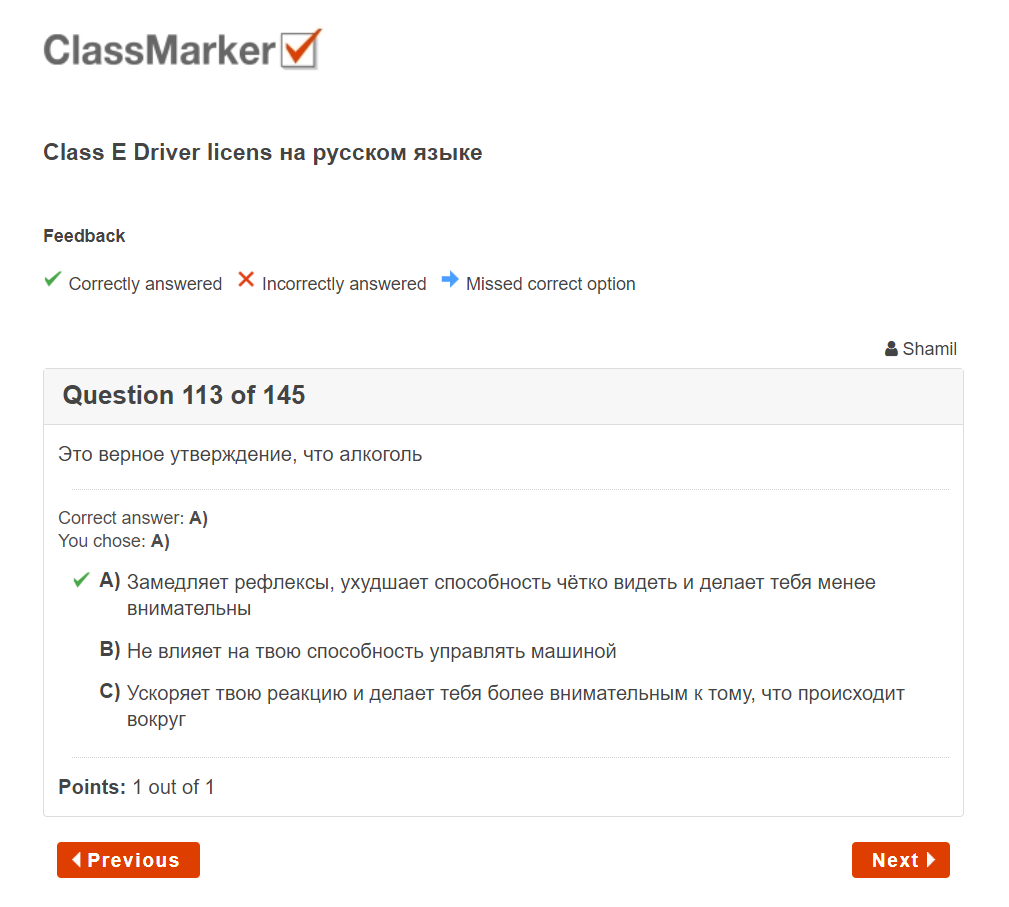 ClassMarker
Class E Driver licens на русском языке
Feedback
Correctly answered Incorrectly answered Missed correct option
Shamil
Question 113 of 145
Это верное утверждение, что алкоголь
Correct answer: A)
You chose: A)
A) Замедляет рефлексы, ухудшает способность чётко видеть и делает тебя менее
внимательны
B) Не влияет на твою способность управлять машиной
C) Ускоряет твою реакцию и делает тебя более внимательным к тому, что происходит
вокруг
Points: 1 out of 1
Previous Next